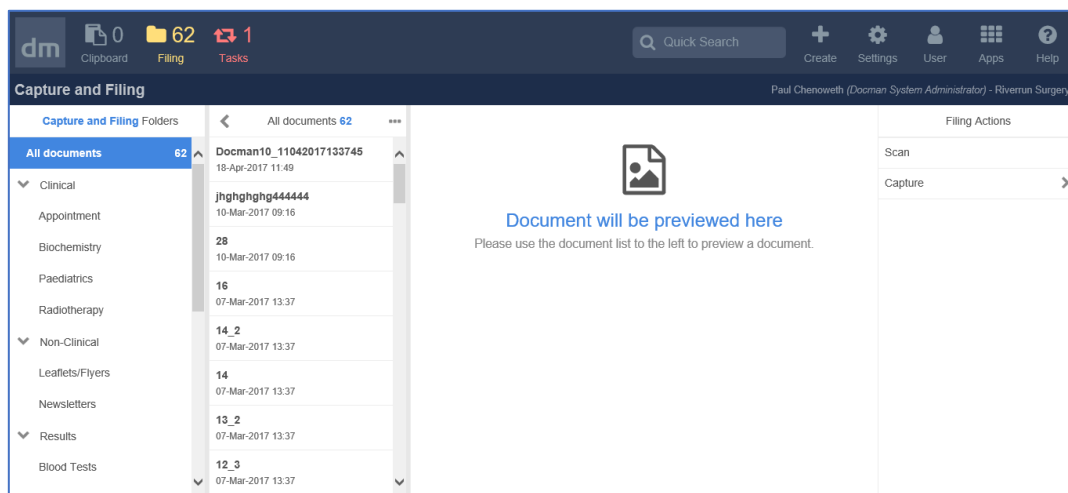 dm
0
Clipboard
62
Filing
1
Tasks
Quick Search
Create
Settings
User
Apps
Help
Capture and Filing
Paul Chenoweth (Docman System Administrator) - Riverrun Surgery
Capture and Filing Folders
All documents 62
Clinical
Appointment
Biochemistry
Paediatrics
Radiotherapy
Non-Clinical
Leaflets/Flyers
Newsletters
Results
Blood Tests
All documents 62
Docman10_11042017133745
18-Apr-2017 11:49
jhghghghg444444
10-Mar-2017 09:16
28
10-Mar-2017 09:16
16
07-Mar-2017 13:37
14_2
07-Mar-2017 13:37
14
07-Mar-2017 13:37
13_2
07-Mar-2017 13:37
12_3
07-Mar-2017 13:37
Document will be previewed here
Please use the document list to the left to preview a document.
Filing Actions
Scan
Capture